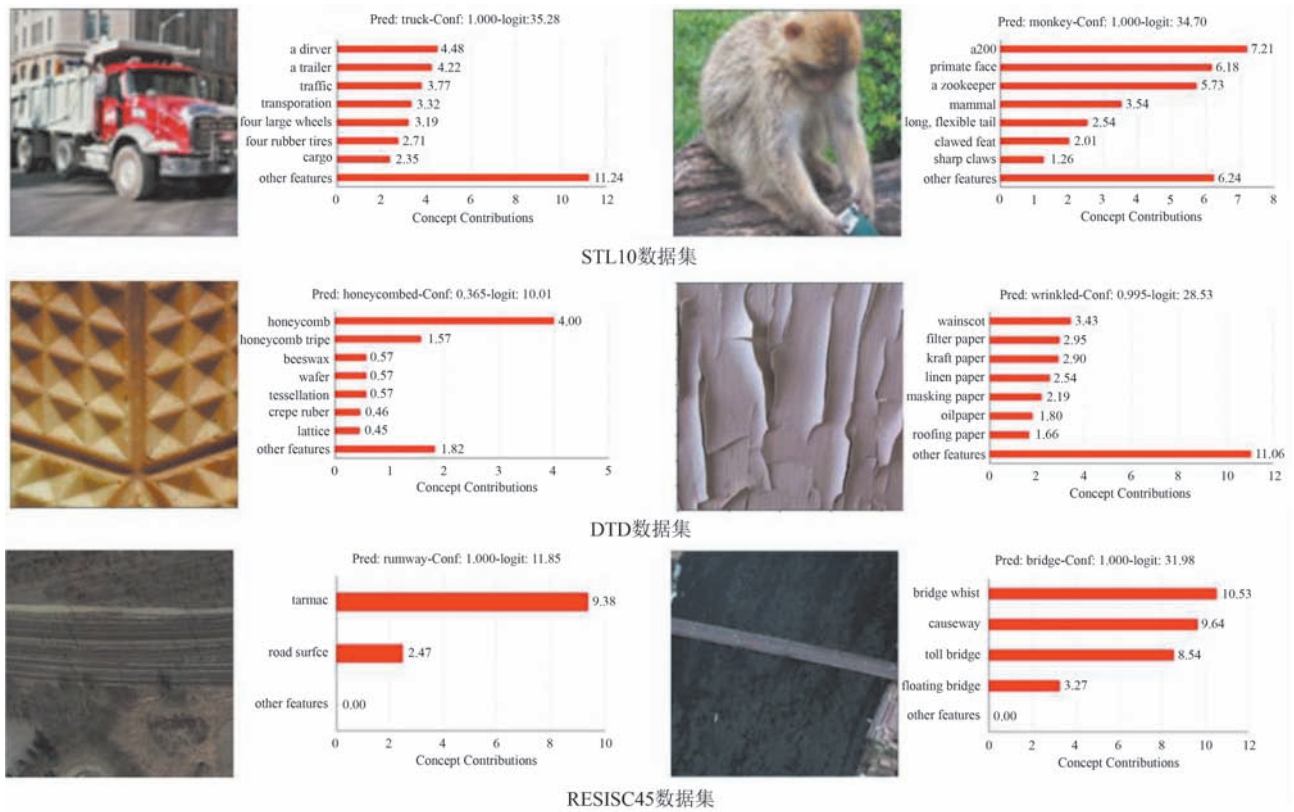 Pred: truck-Conf: 1.000-logit:35.28
a dirver 4.48
a trailer 4.22
traffic 3.77
transporation 3.32
four large wheels 3.19
four rubber tires 2.71
cargo 2.35
other features 11.24
0 2 4 6 8 10 12
Concept Contributions
Pred: monkey-Conf: 1.000-logit: 34.70
a200 7.21
primate face 6.18
a zookeeper 5.73
mammal 3.54
long, flexible tail 2.54
clawed feat 2.01
sharp claws 1.26
other features 6.24
0 1 2 3 4 5 6 7 8
Concept Contributions
STL10数据集
Pred: honeycombed-Conf: 0.365-logit: 10.01
honeycomb 4.00
honeycomb tripe 1.57
beeswax 0.57
wafer 0.57
tessellation 0.57
crepe ruber 0.46
lattice 0.45
other features 1.82
0 1 2 3 4 5
Concept Contributions
Pred: wrinkled-Conf: 0.995-logit: 28.53
wainscot 3.43
filter paper 2.95
kraft paper 2.90
linen paper 2.54
masking paper 2.19
oilpaper 1.80
roofing paper 1.66
other features 11.06
0 2 4 6 8 10 12
Concept Contributions
DTD数据集
Pred: rumway-Conf: 1.000-logit: 11.85
tarmac 9.38
road surfce 2.47
other features 0.00
0 2 4 6 8 10
Concept Contributions
Pred: bridge-Conf: 1.000-logit: 31.98
bridge whist 10.53
causeway 9.64
toll bridge 8.54
floating bridge 3.27
other features 0.00
0 2 4 6 8 10 12
Concept Contributions
RESISC45数据集